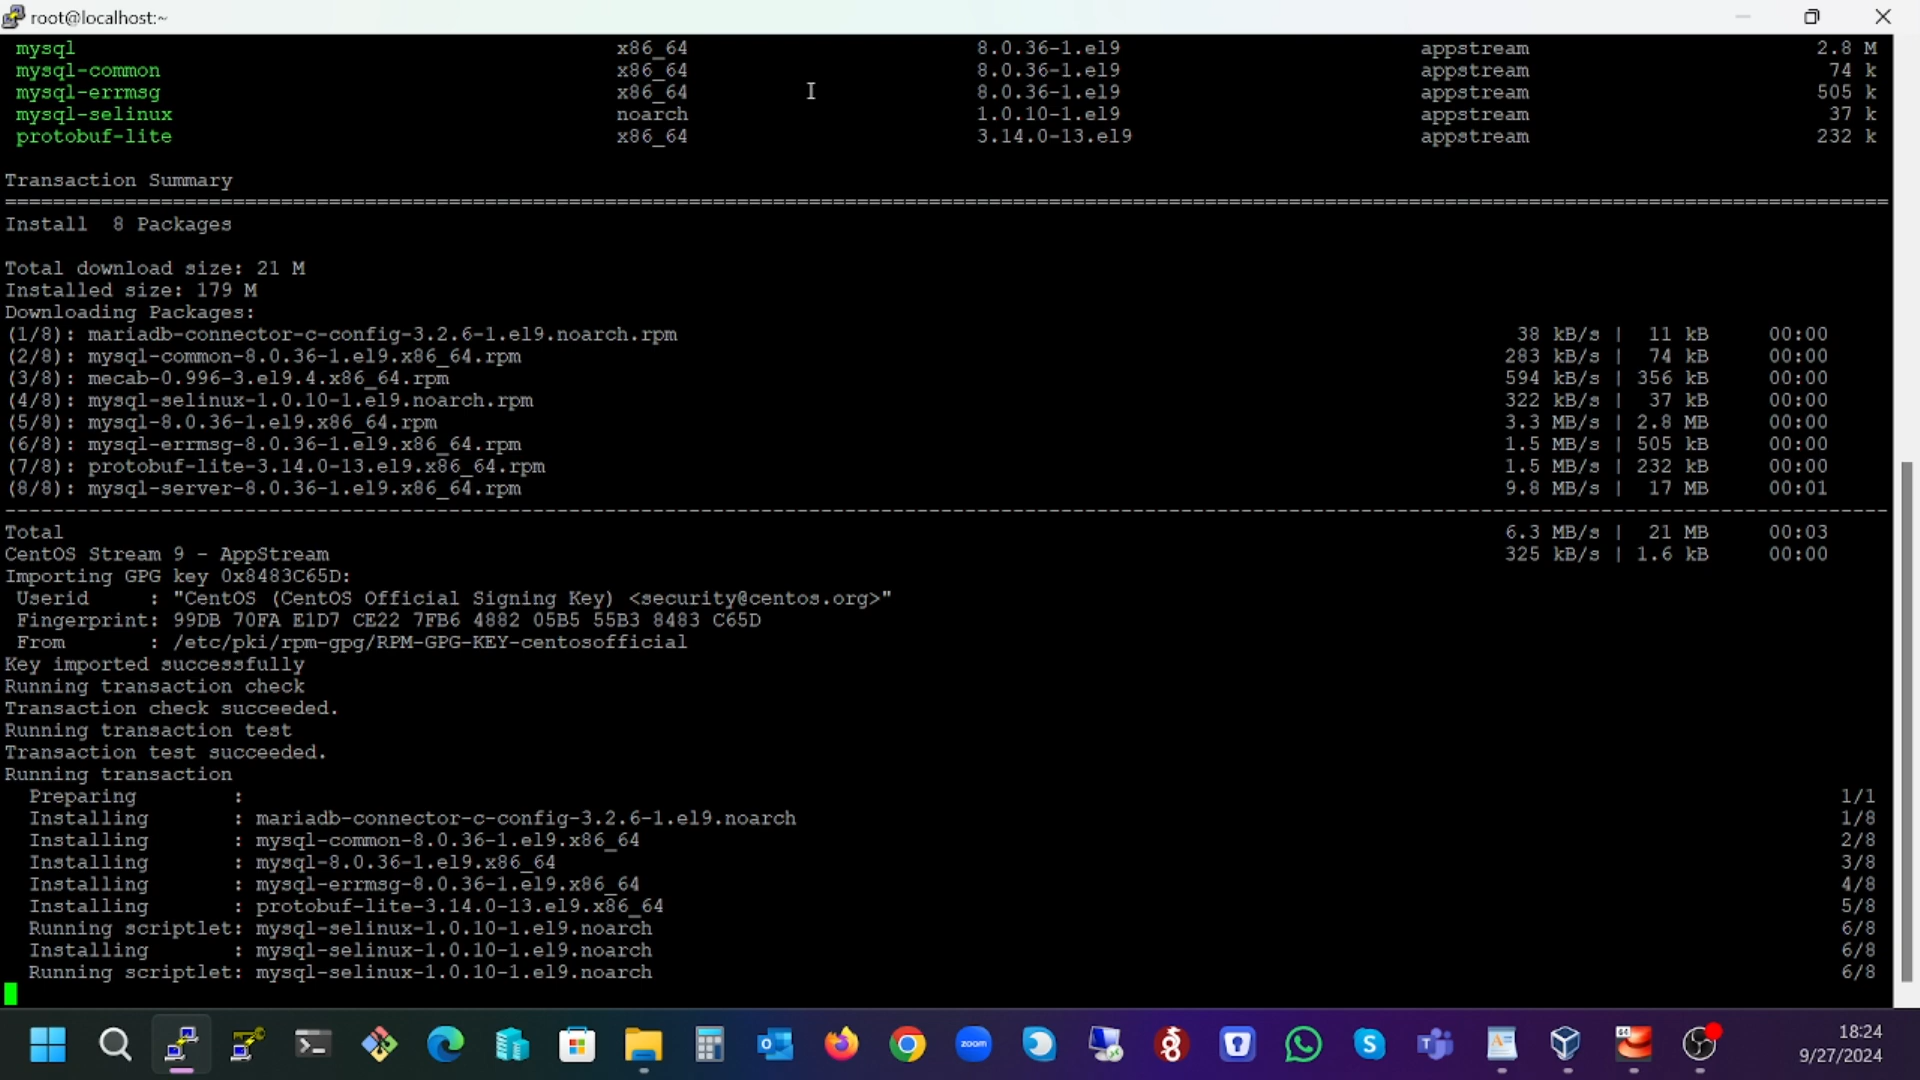 root@localhost:~
mysql x86_64 8.0.36-1.el9 appstream 2.8 M
mysql-common x86_64 8.0.36-1.el9 appstream 74 k
mysql-errmsg x86_64 8.0.36-1.el9 appstream 505 k
mysql-selinux noarch 1.0.10-1.el9 appstream 37 k
protobuf-lite x86_64 3.14.0-13.el9 appstream 232 k
Transaction Summary
Install 8 Packages
Total download size: 21 M
Installed size: 179 M
Downloading Packages:
(1/8): mariadb-connector-c-config-3.2.6-1.el9.noarch.rpm 38 kB/s | 11 kB 00:00
(2/8): mysql-common-8.0.36-1.el9.x86_64.rpm 283 kB/s | 74 kB 00:00
(3/8): mecab-0.996-3.el9.4.x86_64.rpm 594 kB/s | 356 kB 00:00
(4/8): mysql-selinux-1.0.10-1.el9.noarch.rpm 322 kB/s | 37 kB 00:00
(5/8): mysql-8.0.36-1.el9.x86_64.rpm 3.3 MB/s | 2.8 MB 00:00
(6/8): mysql-errmsg-8.0.36-1.el9.x86_64.rpm 1.5 MB/s | 505 kB 00:00
(7/8): protobuf-lite-3.14.0-13.el9.x86_64.rpm 1.5 MB/s | 232 kB 00:00
(8/8): mysql-server-8.0.36-1.el9.x86_64.rpm 9.8 MB/s | 17 MB 00:01
Total 6.3 MB/s | 21 MB 00:03
CentOS Stream 9 - AppStream 325 kB/s | 1.6 kB 00:00
Importing GPG key 0x8483C65D:
Userid : "CentOS (CentOS Official Signing Key) <security@centos.org>"
Fingerprint: 99DB 70FA E1D7 CE22 7FB6 4882 05B5 55B3 8483 C65D
From : /etc/pki/rpm-gpg/RPM-GPG-KEY-centosofficial
Key imported successfully
Running transaction check
Transaction check succeeded.
Running transaction test
Transaction test succeeded.
Running transaction
Preparing : 1/1
Installing : mariadb-connector-c-config-3.2.6-1.el9.noarch 1/8
Installing : mysql-common-8.0.36-1.el9.x86_64 2/8
Installing : mysql-8.0.36-1.el9.x86_64 3/8
Installing : mysql-errmsg-8.0.36-1.el9.x86_64 4/8
Installing : protobuf-lite-3.14.0-13.el9.x86_64 5/8
Running scriptlet: mysql-selinux-1.0.10-1.el9.noarch 6/8
Installing : mysql-selinux-1.0.10-1.el9.noarch 6/8
Running scriptlet: mysql-selinux-1.0.10-1.el9.noarch 6/8
zoom
18:24
9/27/2024